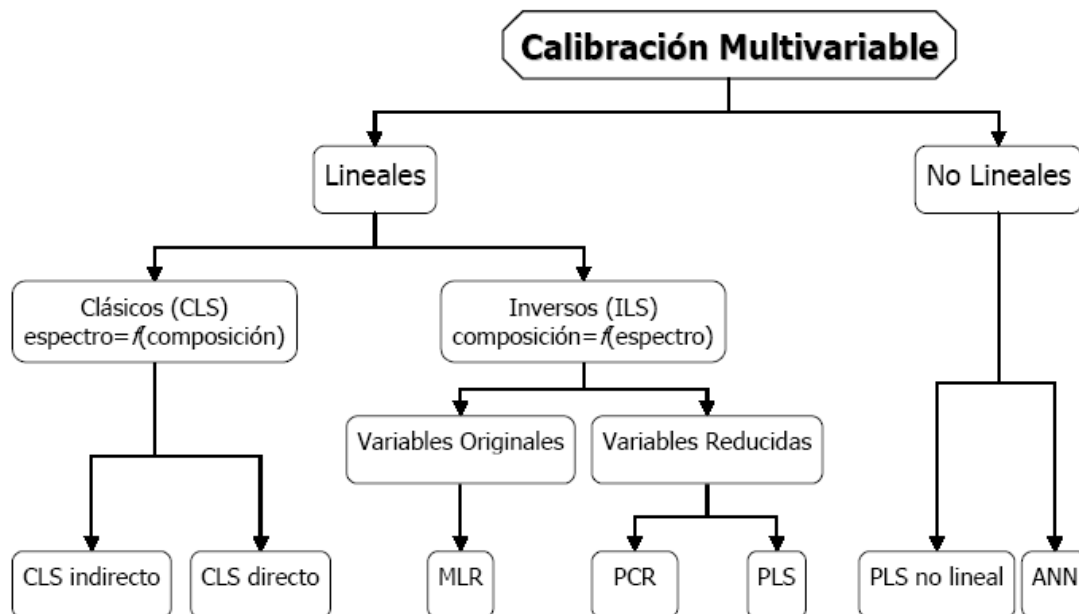 Calibración Multivariable
Lineales
No Lineales
Clásicos (CLS)
espectro=f(composición)
Inversos (ILS)
composición=f(espectro)
Variables Originales
Variables Reducidas
CLS indirecto
CLS directo
MLR
PCR
PLS
PLS no lineal
ANN